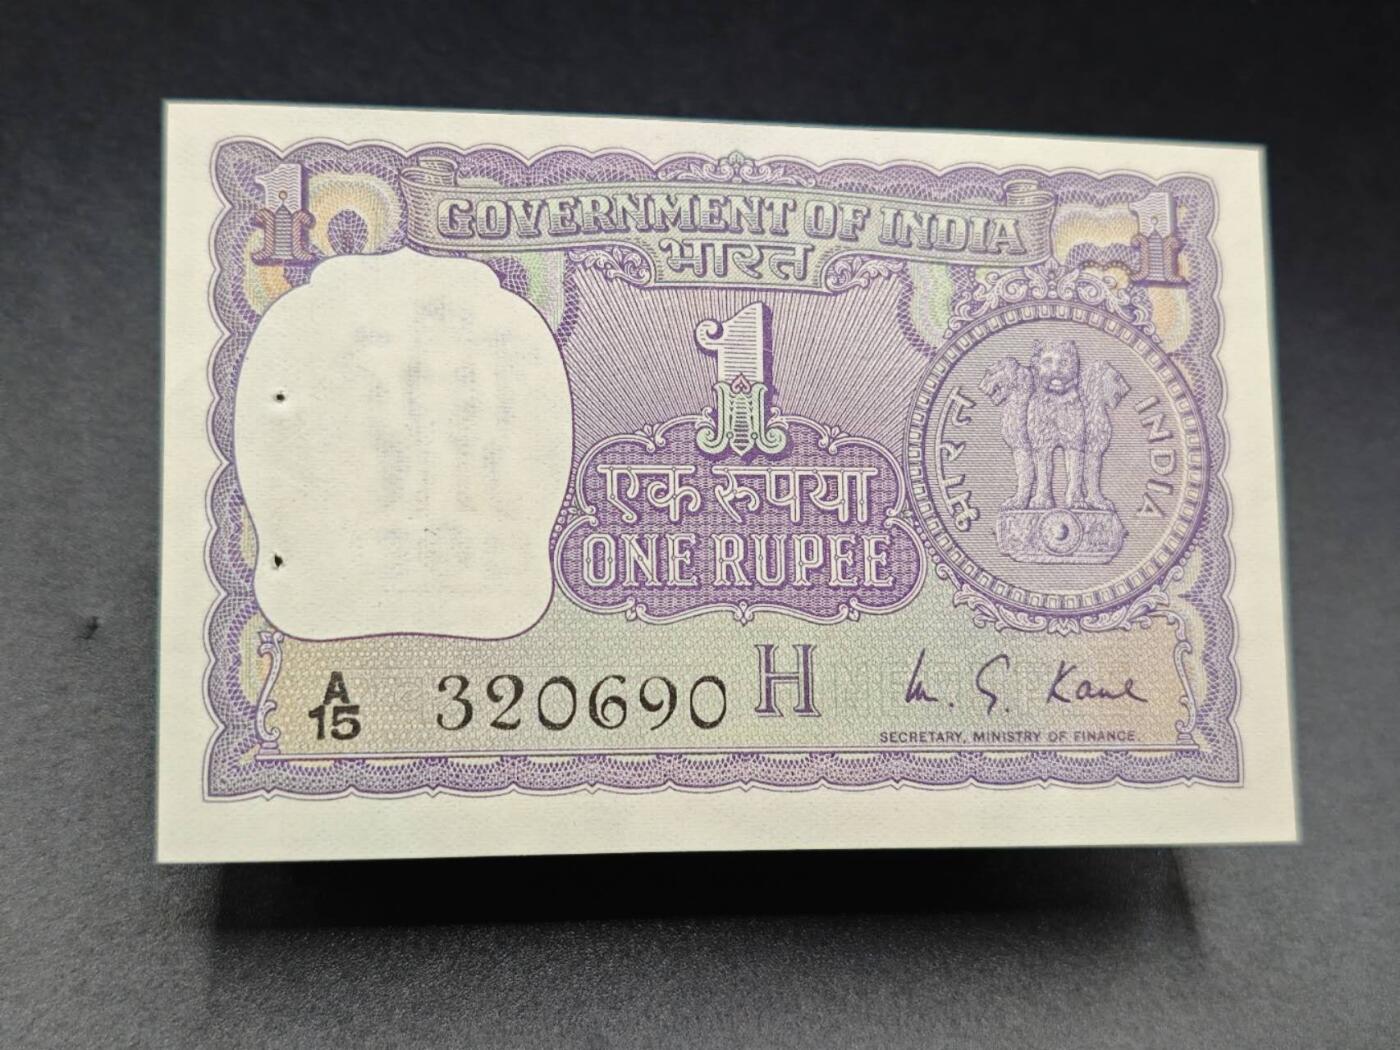 1 GOVERNMENT OF INDIA 1
भारत
1
एक रुपया
ONE RUPEE
भारत INDIA
A
15 320690 H M. G. Kaul
SECRETARY, MINISTRY OF FINANCE.